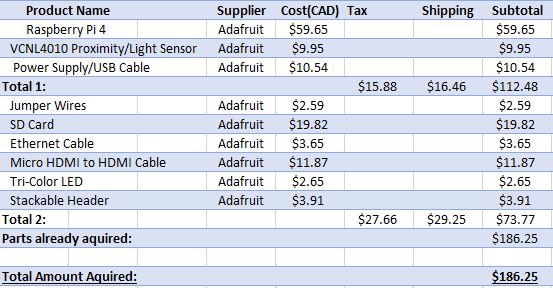 Product Name Supplier Cost(CAD) Tax Shipping Subtotal
Raspberry Pi 4 Adafruit $59.65 $59.65
VCNL4010 Proximity/Light Sensor Adafruit $9.95 $9.95
Power Supply/USB Cable Adafruit $10.54 $10.54
Total 1: $15.88 $16.46 $112.48
Jumper Wires Adafruit $2.59 $2.59
SD Card Adafruit $19.82 $19.82
Ethernet Cable Adafruit $3.65 $3.65
Micro HDMI to HDMI Cable Adafruit $11.87 $11.87
Tri-Color LED Adafruit $2.65 $2.65
Stackable Header Adafruit $3.91 $3.91
Total 2: $27.66 $29.25 $73.77
Parts already aquired: $186.25
Total Amount Aquired: $186.25